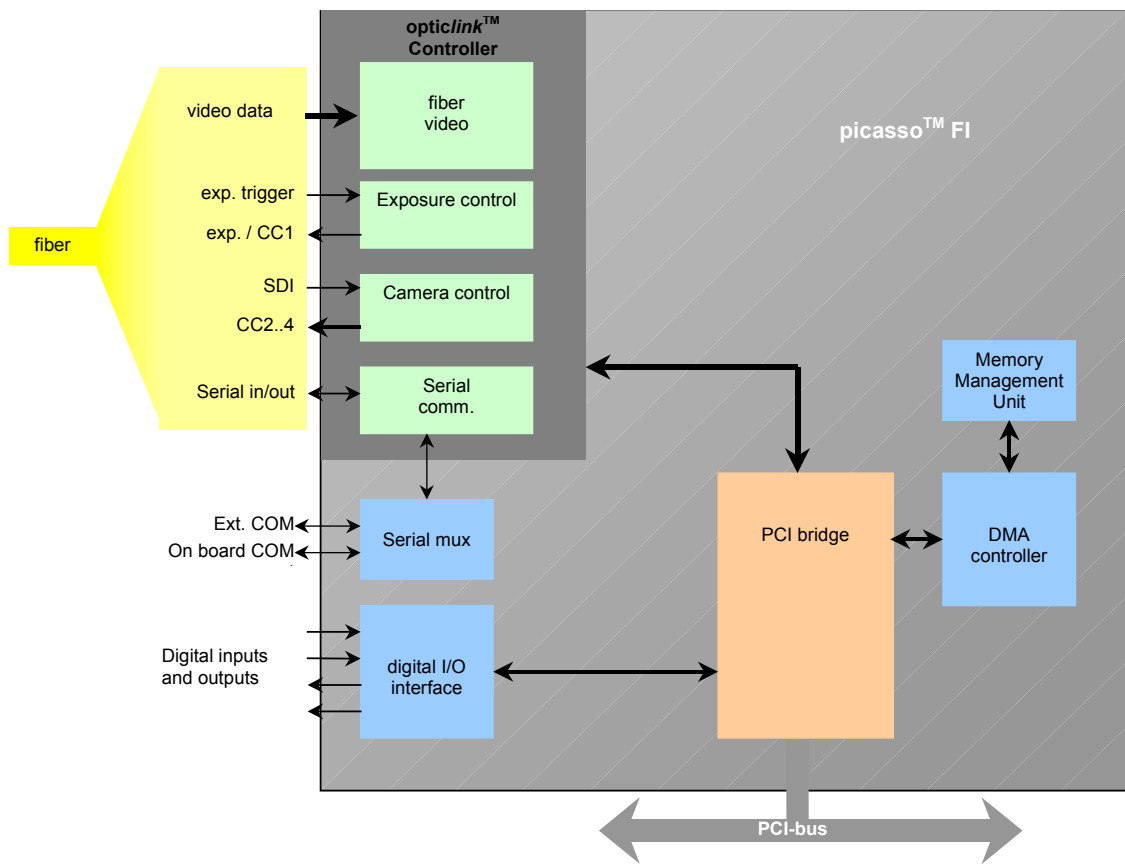 opticlink™
Controller
video data
fiber
video
picasso™ FI
exp. trigger
Exposure control
exp. / CC1
fiber
SDI
Camera control
CC2..4
Serial in/out
Serial
comm.
Memory
Management
Unit
Ext. COM
On board COM
Serial mux
PCI bridge
DMA
controller
Digital inputs
and outputs
digital I/O
interface
PCI-bus